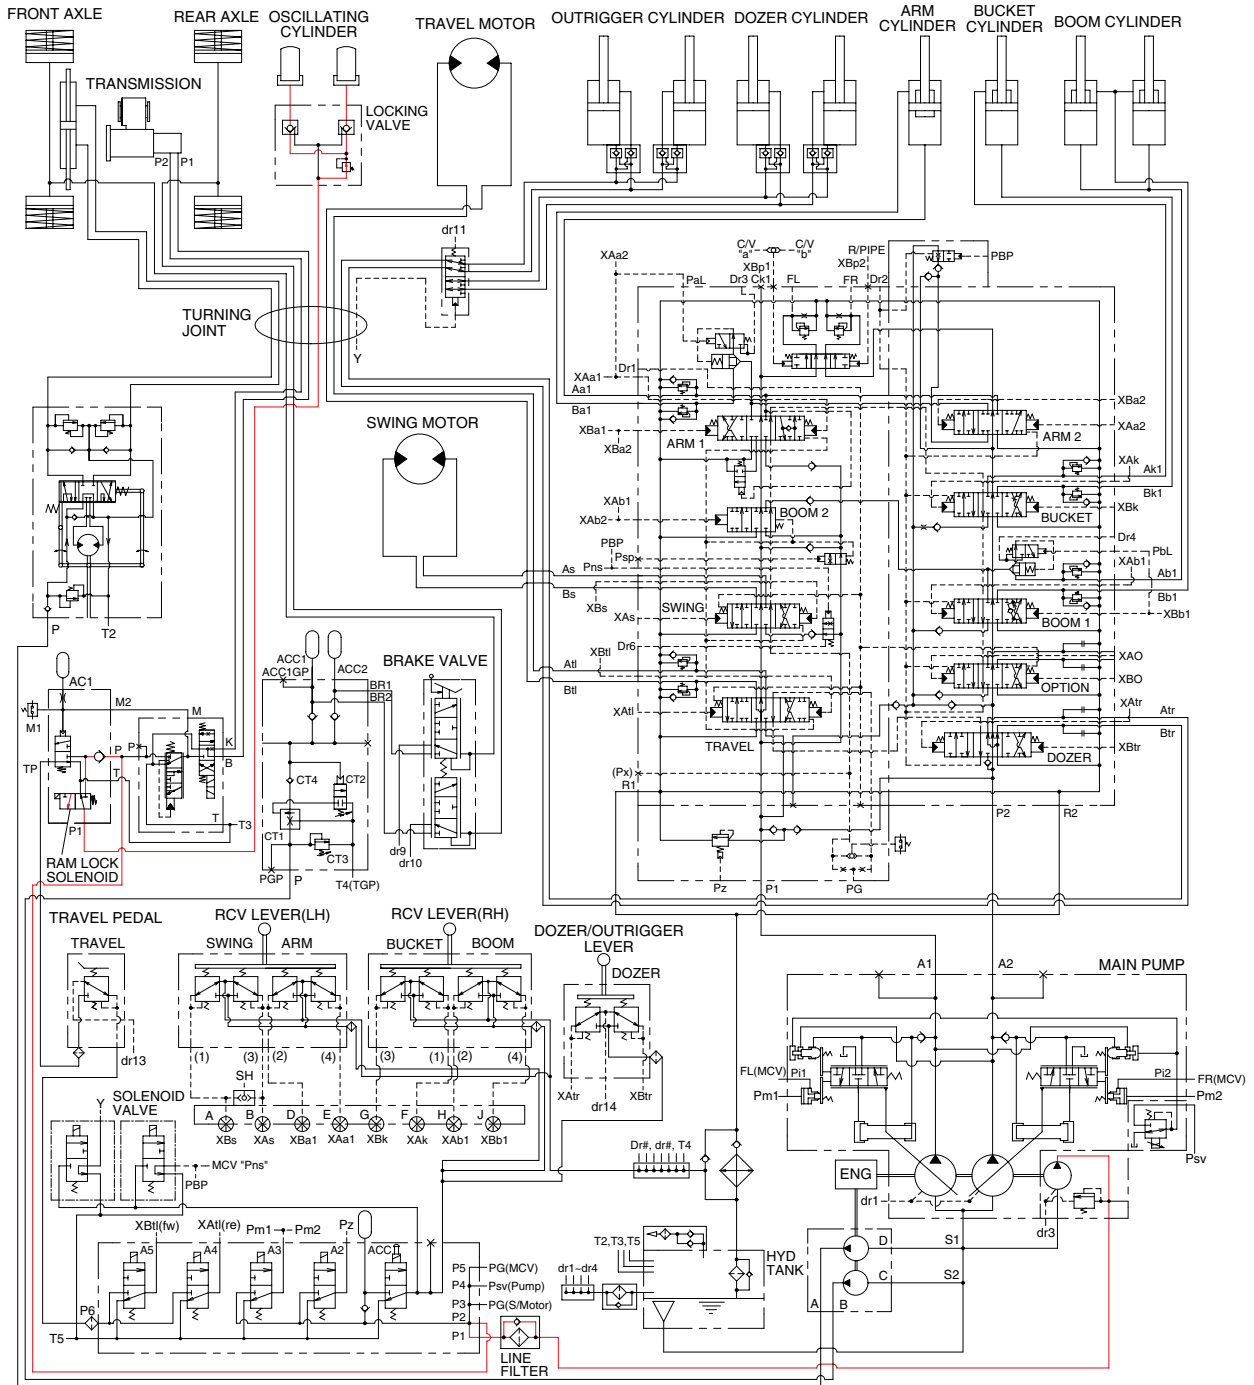 FRONT AXLE
REAR AXLE
OSCILLATING
CYLINDER
TRAVEL MOTOR
OUTRIGGER CYLINDER
DOZER CYLINDER
ARM
CYLINDER
BUCKET
CYLINDER
BOOM CYLINDER
TRANSMISSION
LOCKING
VALVE
P2
P1
dr11
TURNING
JOINT
Y
XAa2
PaL
C/V
"a"
C/V
"b"
XBp1
Dr3
Ck1
FL
R/PIPE
XBp2
FR
Dr2
PBP
Dr1
XAa1
Aa1
Ba1
XBa1
XBa2
ARM 1
XBa2
XAa2
ARM 2
XAk
Ak1
Bk1
XBk
BUCKET
SWING MOTOR
XAb1
XAb2
BOOM 2
PBP
Psp
Pns
As
Bs
XBs
XAs
SWING
Dr6
Dr4
PbL
XAb1
Ab1
Bb1
XBb1
BOOM 1
XAO
XBO
OPTION
XBtl
Atl
Btl
XAtl
TRAVEL
XAtr
Atr
Btr
XBtr
DOZER
(Px)
R1
P2
R2
Pz
P1
PG
P
T2
AC1
M2
M1
M
P
P
K
B
TP
T
T
T3
P1
RAM LOCK
SOLENOID
ACC1
ACC1GP
ACC2
BR1
BR2
BRAKE VALVE
CT4
CT2
CT1
CT3
PGP
P
T4(TGP)
dr9
dr10
TRAVEL PEDAL
TRAVEL
dr13
RCV LEVER(LH)
SWING
ARM
RCV LEVER(RH)
BUCKET
BOOM
DOZER/OUTRIGGER
LEVER
DOZER
(1)
(3)
(2)
(4)
(3)
(1)
(2)
(4)
SH
A
B
D
E
G
F
H
J
XBs
XAs
XBa1
XAa1
XBk
XAk
XAb1
XBb1
XAtr
XBtr
dr14
A1
A2
MAIN PUMP
FL(MCV)
Pi1
Pm1
Pi2
FR(MCV)
Pm2
Psv
ENG
dr1
dr3
D
S1
C
S2
A
B
SOLENOID
VALVE
Y
MCV "Pns"
PBP
XBtl(fw)
XAtl(re)
Pm1
Pm2
Pz
A5
A4
A3
A2
P6
T5
P5
PG(MCV)
P4
Psv(Pump)
P3
PG(S/Motor)
P2
P1
LINE
FILTER
Dr#, dr#, T4
T2,T3,T5
dr1~dr4
HYD
TANK